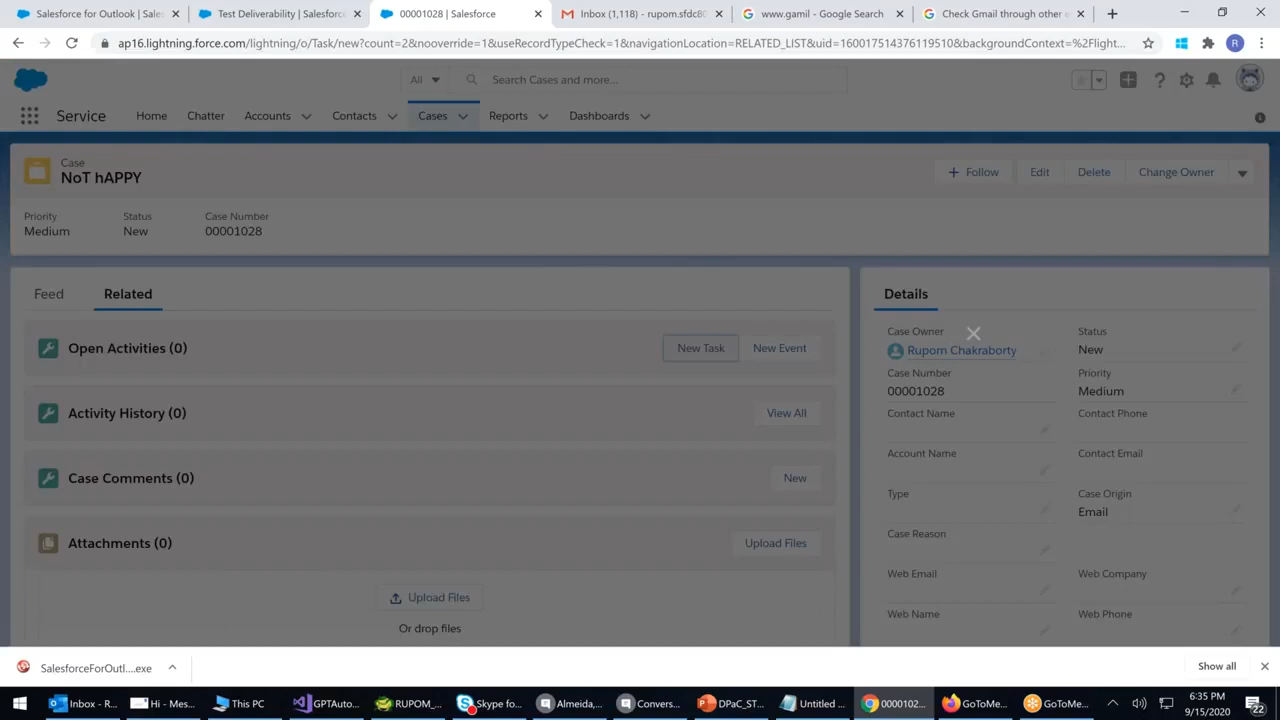 Salesforce for Outlook | Sales
Test Deliverability | Salesforce
00001028 | Salesforce
Inbox (1,118) - rupom.sfdc80
www.gamil - Google Search
Check Gmail through other e
ap16.lightning.force.com/lightning/o/Task/new?count=2&nooverride=1&useRecordTypeCheck=1&navigationLocation=RELATED_LIST&uid=160017514376119510&backgroundContext=%2Flight...
R
All
Search Cases and more...
Service
Home
Chatter
Accounts
Contacts
Cases
Reports
Dashboards
Case
NoT hAPPY
Follow
Edit
Delete
Change Owner
Priority
Status
Case Number
Medium
New
00001028
Feed
Related
Open Activities (0)
New Task
New Event
Activity History (0)
View All
Case Comments (0)
New
Attachments (0)
Upload Files
Upload Files
Or drop files
Details
Case Owner
Status
Rupom Chakraborty
New
Case Number
Priority
00001028
Medium
Contact Name
Contact Phone
Account Name
Contact Email
Type
Case Origin
Email
Case Reason
Web Email
Web Company
Web Name
Web Phone
SalesforceForOutl....exe
Show all
Inbox - R...
Hi - Mes...
This PC
GPTAuto...
RUPOM_...
Skype fo...
Almeida,...
Convers...
DPaC_ST...
Untitled ...
0000102...
GoToMe...
GoToMe...
6:35 PM
9/15/2020
22